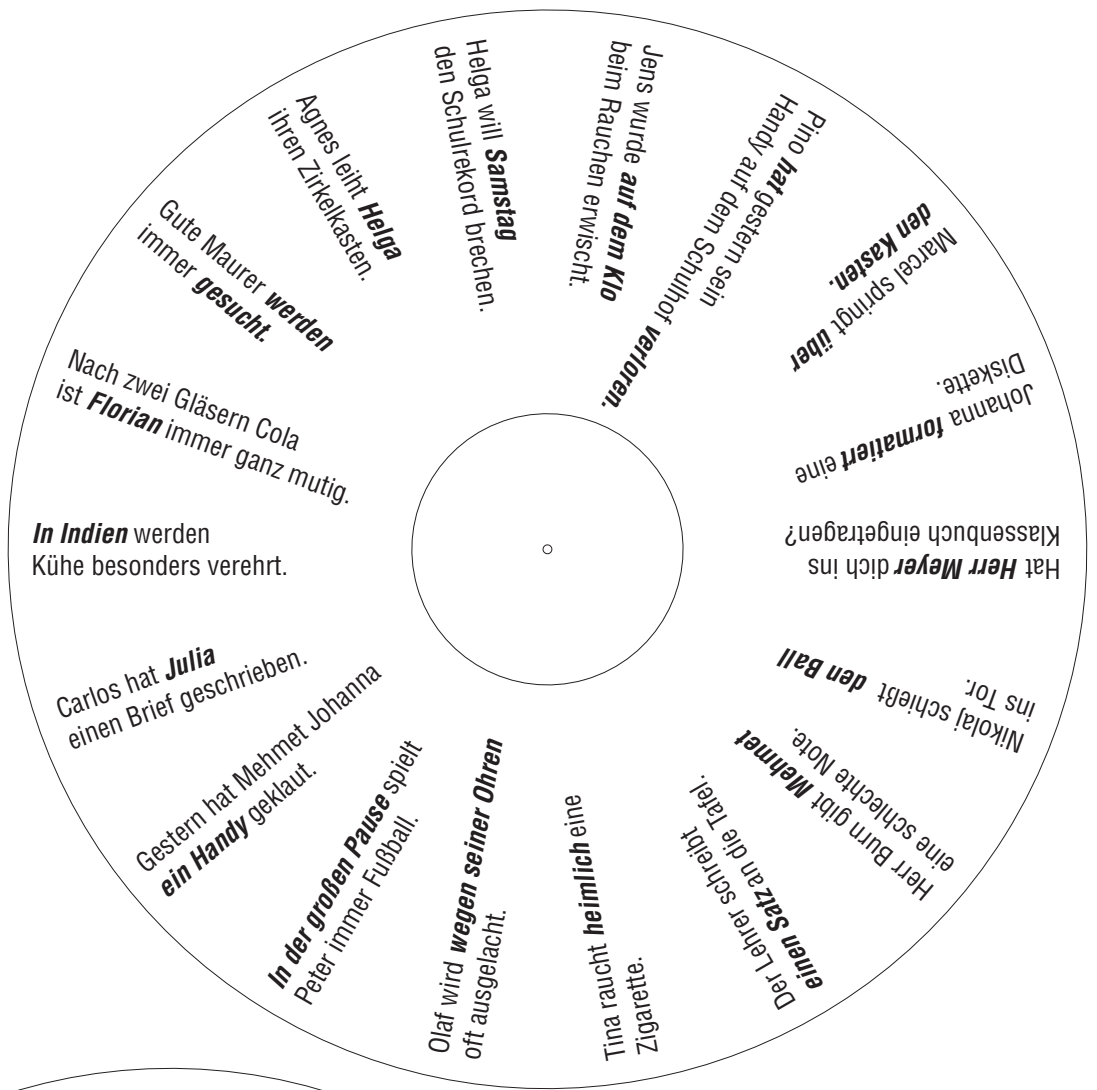 Jens wurde auf dem Klo
beim Rauchen erwischt.
Pino hat gestern sein
Handy auf dem Schulhof verloren.
Marcel springt über
den Kasten.
Johanna formatiert eine
Diskette.
Hat Herr Meyer dich ins
Klassenbuch eingetragen?
Nikolaj schießt den Ball
ins Tor.
Herr Burn gibt Mehmet
eine schlechte Note.
Der Lehrer schreibt
einen Satz an die Tafel.
Tina raucht heimlich eine
Zigarette.
Olaf wird wegen seiner Ohren
oft ausgelacht.
In der großen Pause spielt
Peter immer Fußball.
Gestern hat Mehmet Johanna
ein Handy geklaut.
Carlos hat Julia
einen Brief geschrieben.
In Indien werden
Kühe besonders verehrt.
Nach zwei Gläsern Cola
ist Florian immer ganz mutig.
Gute Maurer werden
immer gesucht.
Agnes leiht Helga
ihren Zirkelkasten.
Helga will Samstag
den Schulrekord brechen.